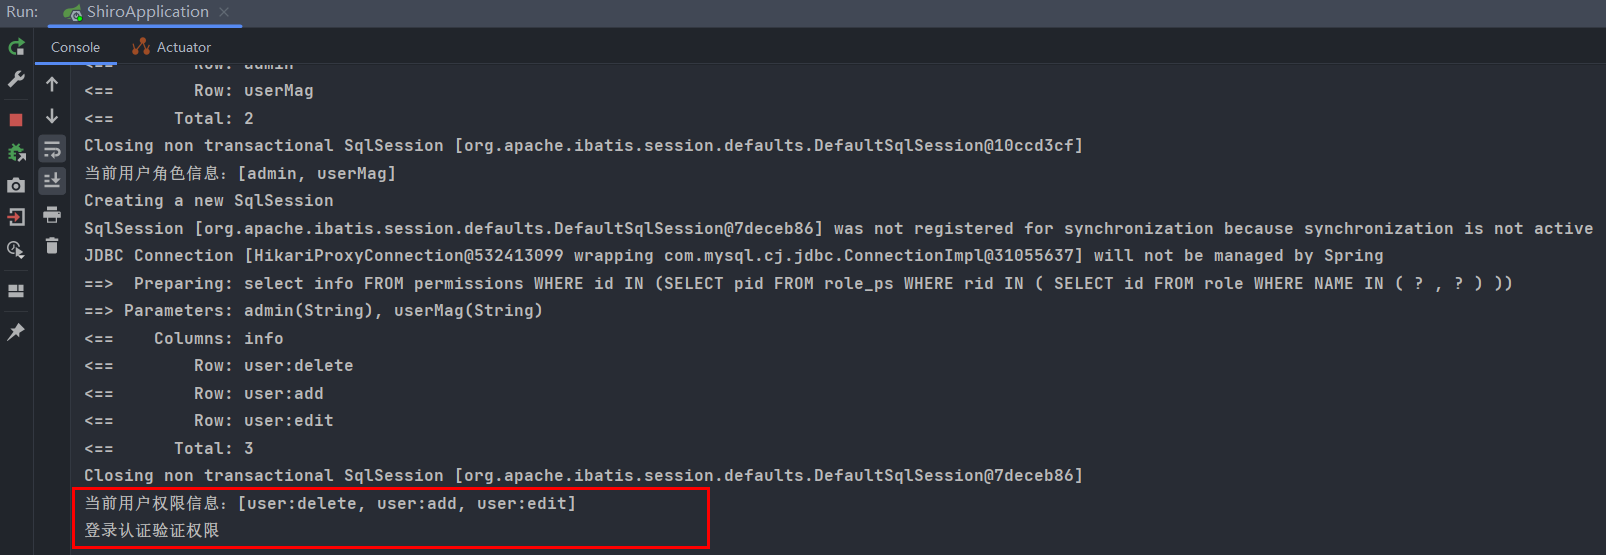 Run: ShiroApplication
Console Actuator
<== Row: admin
<== Row: userMag
<== Total: 2
Closing non transactional SqlSession [org.apache.ibatis.session.defaults.DefaultSqlSession@10ccd3cf]
当前用户角色信息：[admin, userMag]
Creating a new SqlSession
SqlSession [org.apache.ibatis.session.defaults.DefaultSqlSession@7deceb86] was not registered for synchronization because synchronization is not active
JDBC Connection [HikariProxyConnection@532413099 wrapping com.mysql.cj.jdbc.ConnectionImpl@31055637] will not be managed by Spring
==>  Preparing: select info FROM permissions WHERE id IN (SELECT pid FROM role_ps WHERE rid IN ( SELECT id FROM role WHERE NAME IN ( ? , ? ) ))
==> Parameters: admin(String), userMag(String)
<== Columns: info
<== Row: user:delete
<== Row: user:add
<== Row: user:edit
<== Total: 3
Closing non transactional SqlSession [org.apache.ibatis.session.defaults.DefaultSqlSession@7deceb86]
当前用户权限信息：[user:delete, user:add, user:edit]
登录认证验证权限